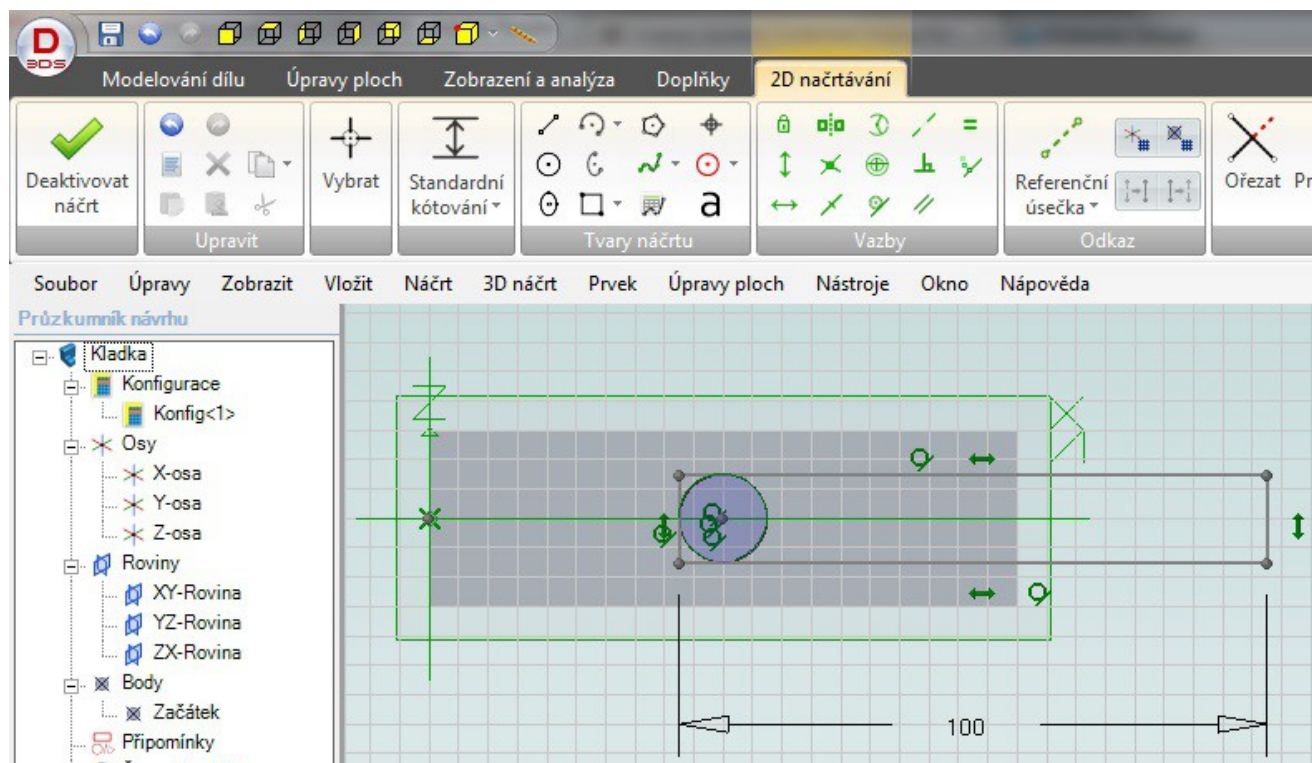 D
3DS
Modelování dílu Úpravy ploch Zobrazení a analýza Doplňky 2D načrtávání
Deaktivovat náčrt
Upravit
Vybrat
Standardní kótování
a
Tvary náčrtu
Vazby
Referenční úsečka
Odkaz
Ořezat Pr
Soubor Úpravy Zobrazit Vložit Náčrt 3D náčrt Prvek Úpravy ploch Nástroje Okno Nápověda
Průzkumník návrhu
Kladka
Konfigurace
Konfig<1>
Osy
X-osa
Y-osa
Z-osa
Roviny
XY-Rovina
YZ-Rovina
ZX-Rovina
Body
Začátek
Připomínky
100